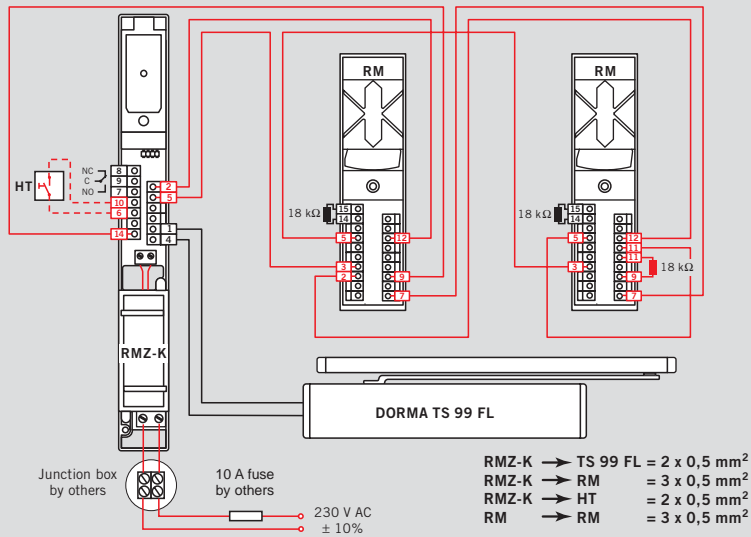 RM
RM
HT
NC
C
NO
8
9
7
10
6
14
2
5
1
4
18 kΩ
15
14
5
3
2
12
9
7
18 kΩ
15
14
5
3
12
11
11
9
7
18 kΩ
RMZ-K
DORMA TS 99 FL
Junction box
by others
10 A fuse
by others
230 V AC
± 10%
RMZ-K → TS 99 FL = 2 x 0,5 mm²
RMZ-K → RM = 3 x 0,5 mm²
RMZ-K → HT = 2 x 0,5 mm²
RM → RM = 3 x 0,5 mm²